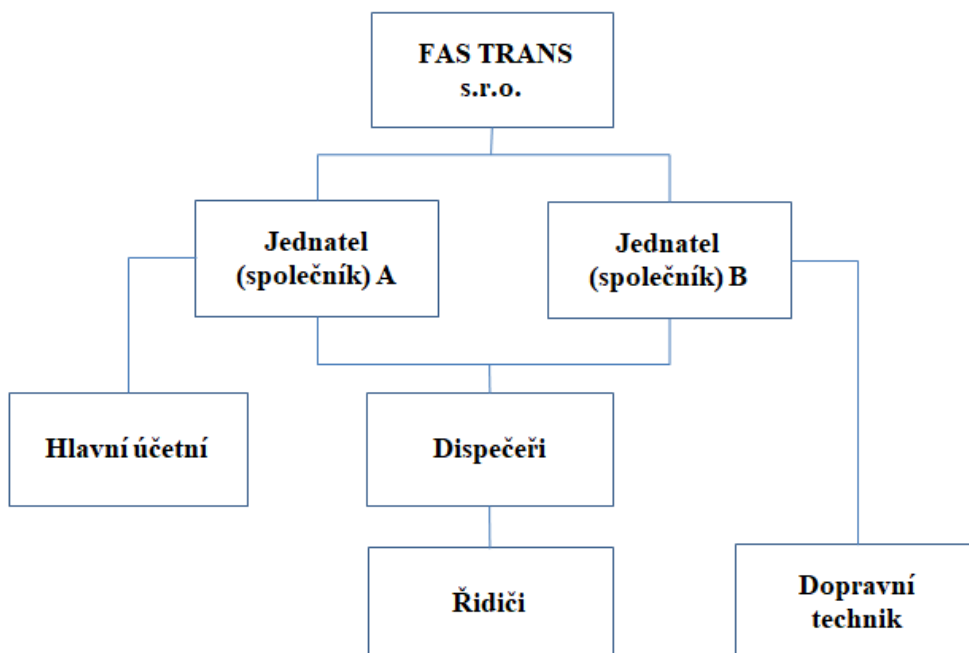 FAS TRANS
s.r.o.
Jednatel
(společník) A
Jednatel
(společník) B
Hlavní účetní
Dispečeři
Řidiči
Dopravní
technik